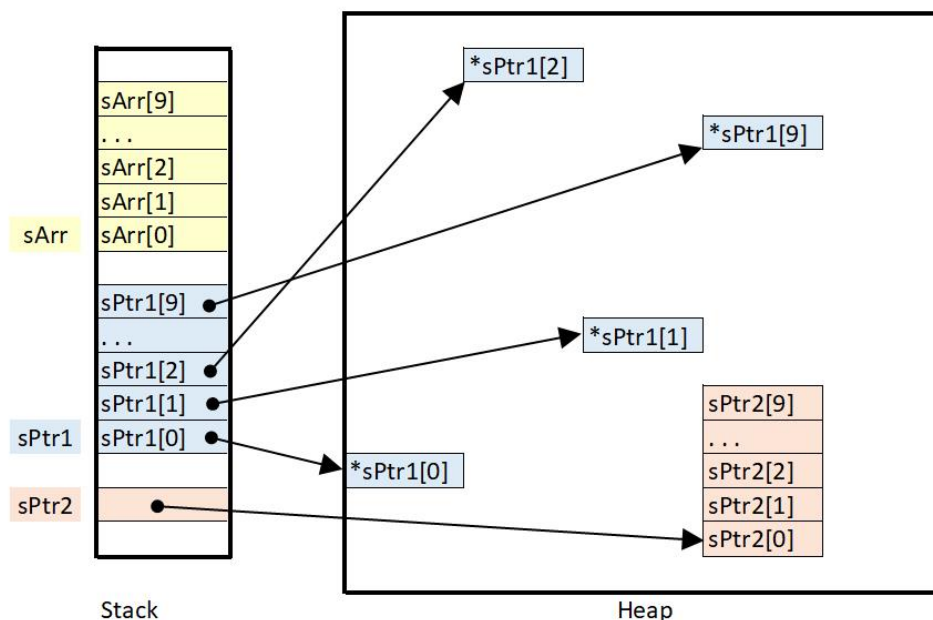 sArr[9]
. . .
sArr[2]
sArr[1]
sArr sArr[0]
sPtr1[9]
. . .
sPtr1[2]
sPtr1[1]
sPtr1 sPtr1[0]
sPtr2
Stack
*sPtr1[2]
*sPtr1[9]
*sPtr1[1]
*sPtr1[0]
sPtr2[9]
. . .
sPtr2[2]
sPtr2[1]
sPtr2[0]
Heap